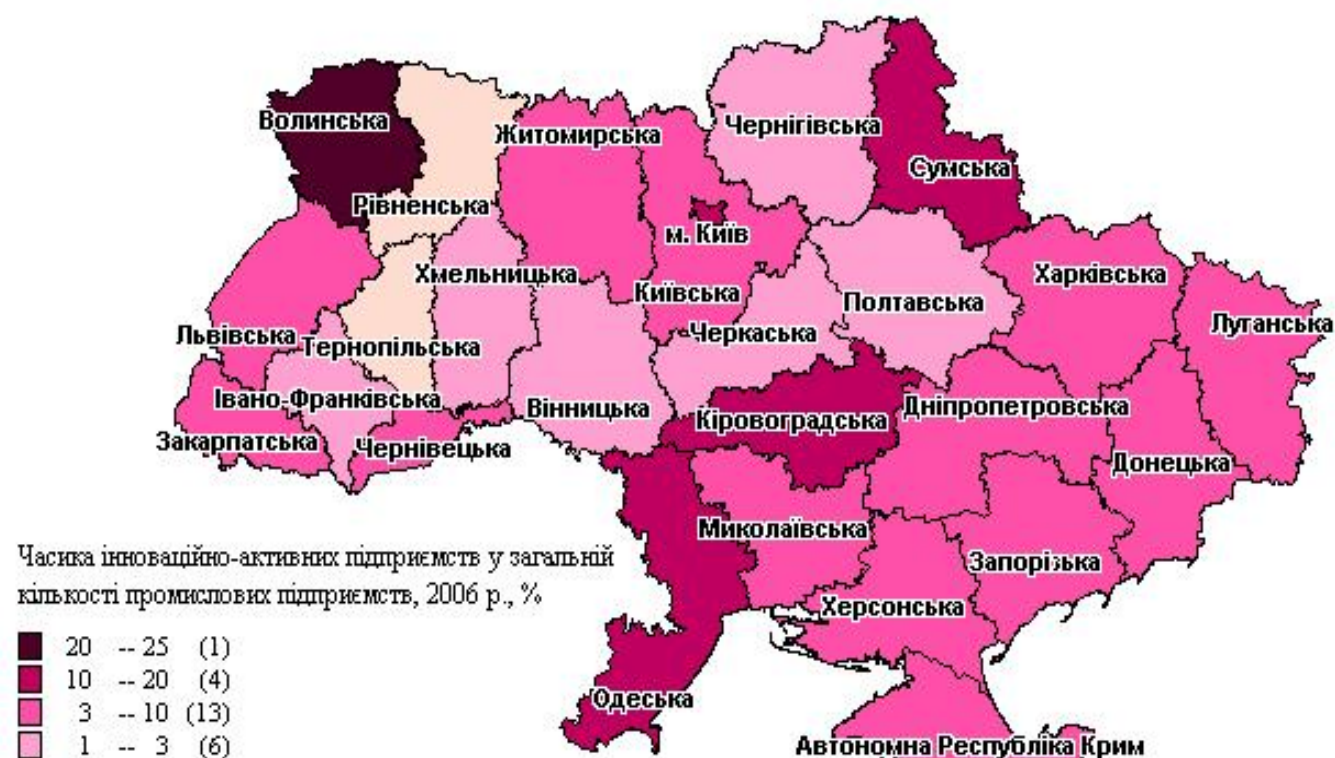 Волинська
Житомирська
Чернігівська
Сумська
Рівненська
м. Київ
Хмельницька
Київська
Харківська
Полтавська
Львівська
Тернопільська
Черкаська
Луганська
Івано-Франківська
Вінницька
Кіровоградська
Дніпропетровська
Закарпатська
Чернівецька
Донецька
Миколаївська
Запорізька
Херсонська
Одеська
Автономна Республіка Крим
Часика інноваційно-активних підприємств у загальній
кількості промислових підприємств, 2006 р., %
20 -- 25 (1)
10 -- 20 (4)
3 -- 10 (13)
1 -- 3 (6)